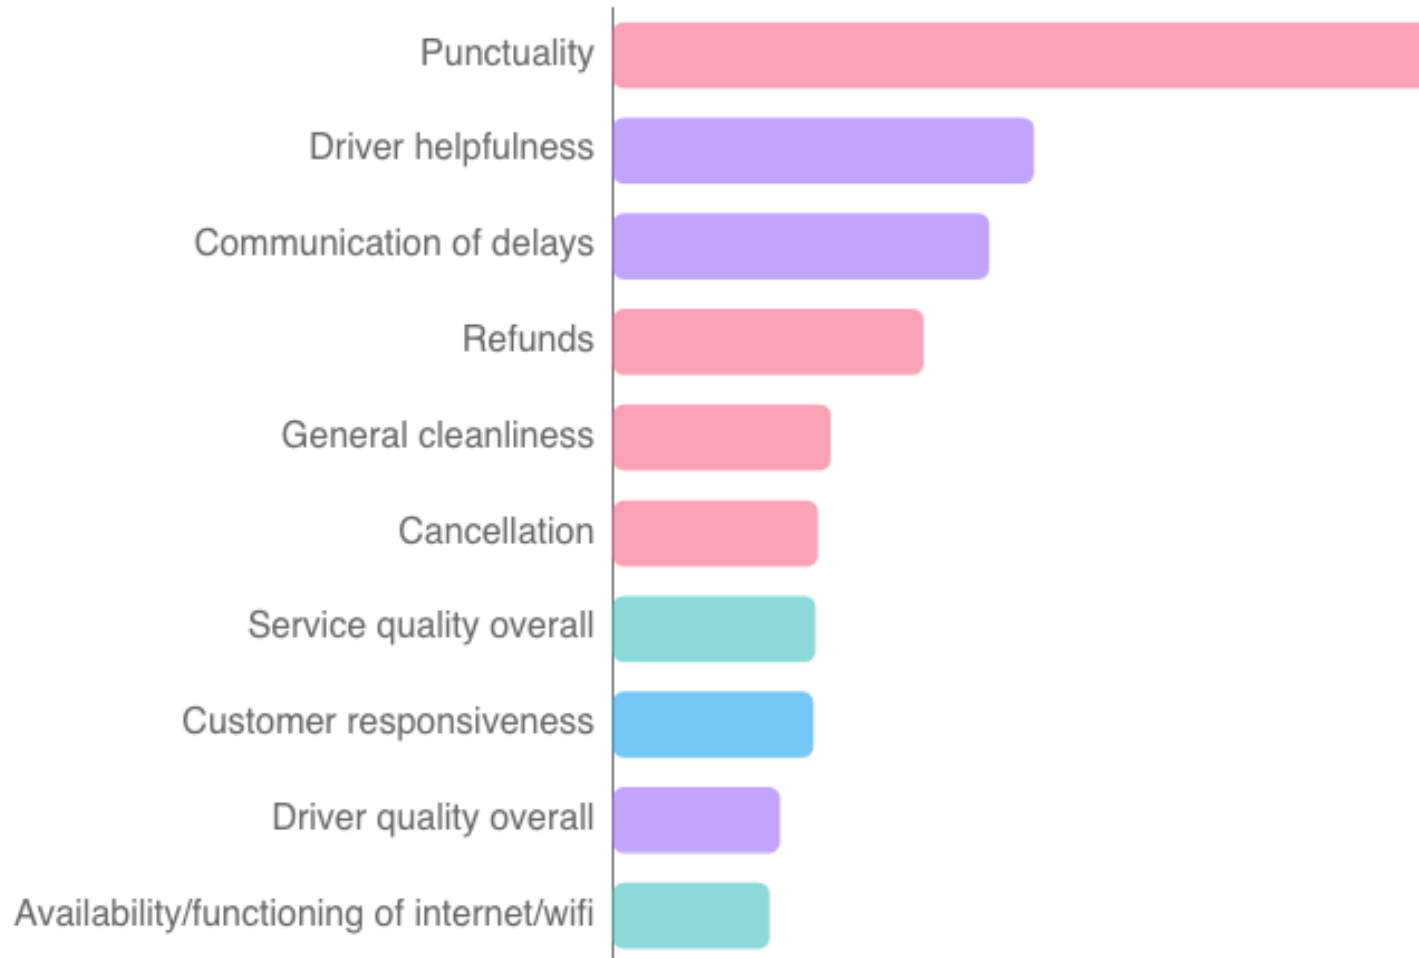 Punctuality
Driver helpfulness
Communication of delays
Refunds
General cleanliness
Cancellation
Service quality overall
Customer responsiveness
Driver quality overall
Availability/functioning of internet/wifi